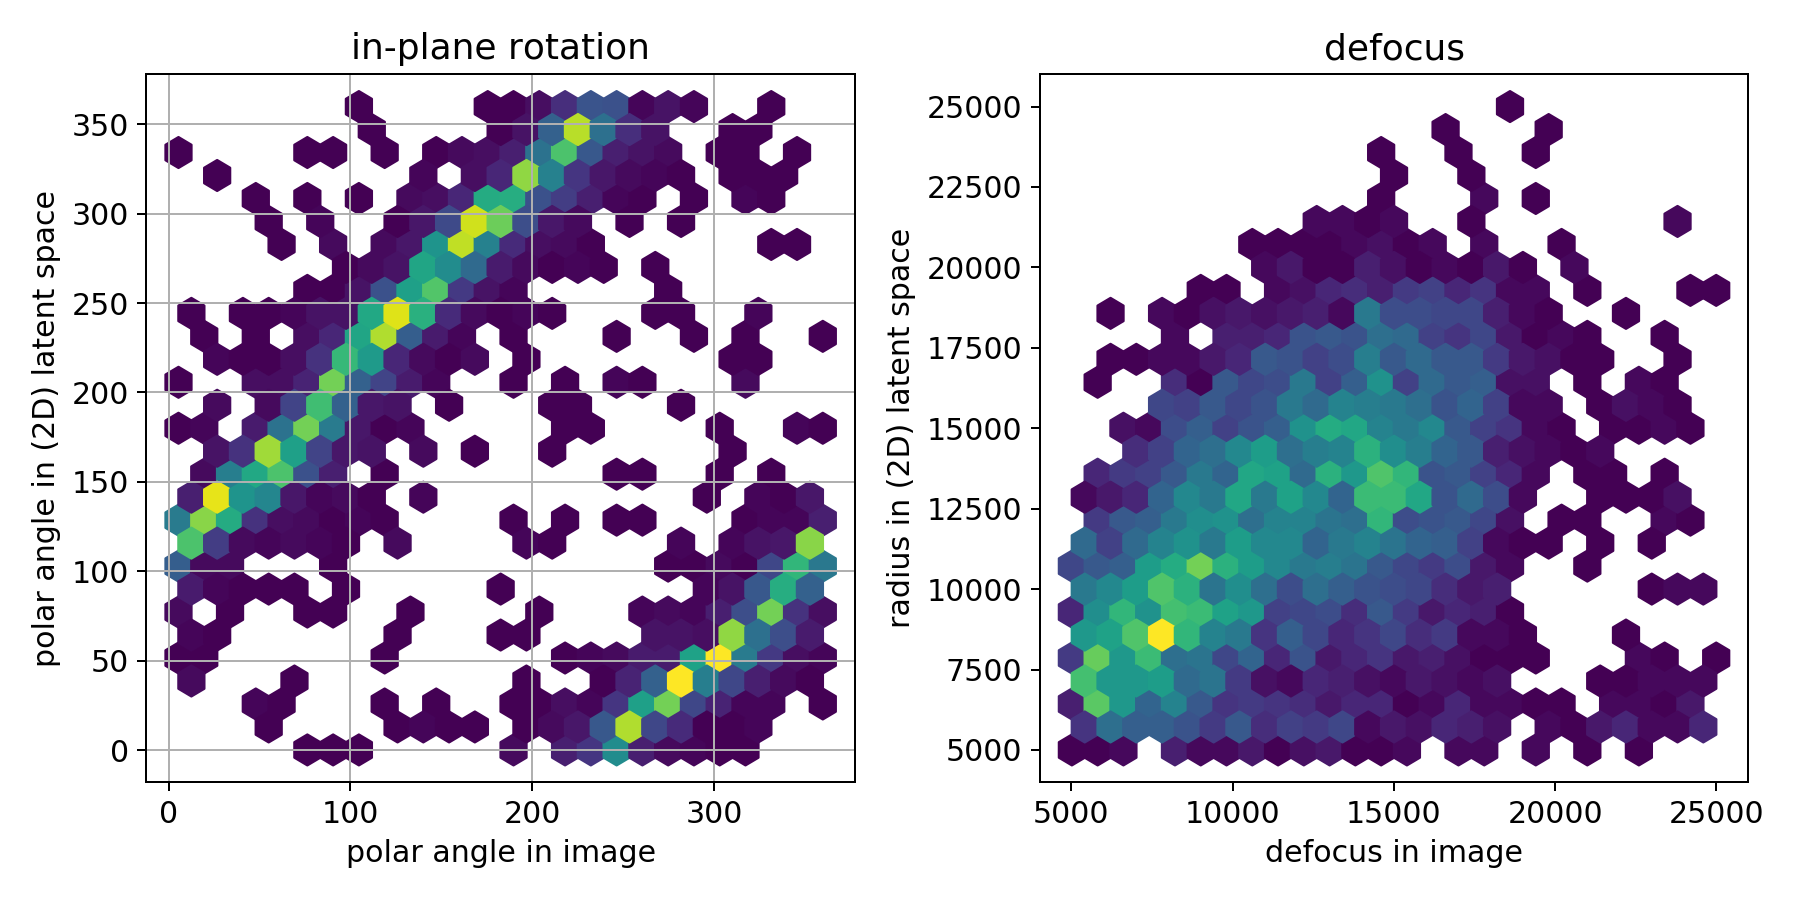 in-plane rotation
polar angle in (2D) latent space
350
300
250
200
150
100
50
0
0 100 200 300
polar angle in image
defocus
radius in (2D) latent space
25000
22500
20000
17500
15000
12500
10000
7500
5000
5000 10000 15000 20000 25000
defocus in image